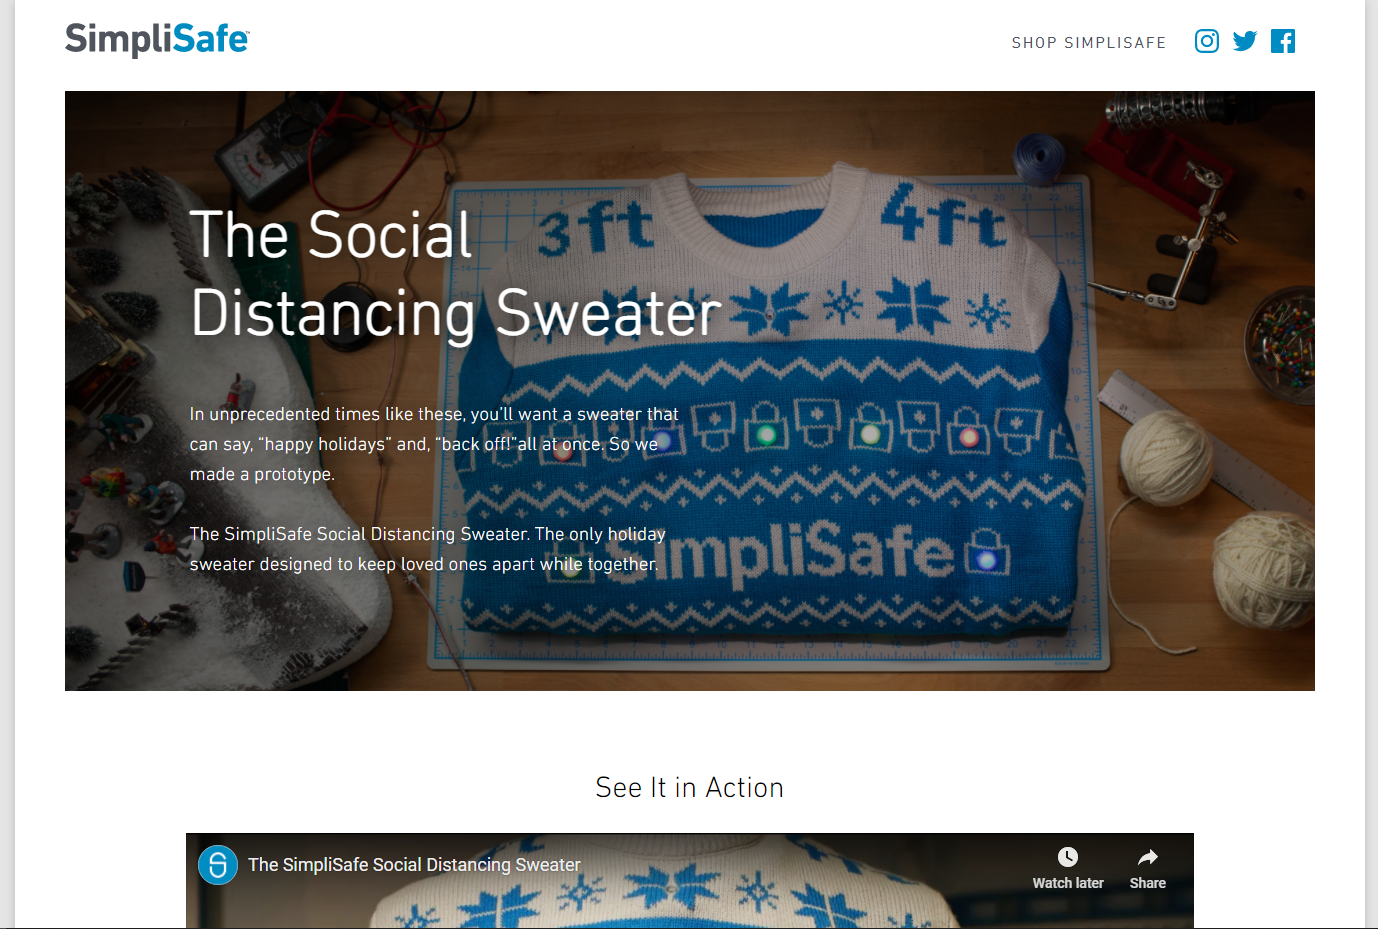 SimpliSafe™
SHOP SIMPLISAFE
The Social
Distancing Sweater
3ft 4ft
In unprecedented times like these, you’ll want a sweater that
can say, “happy holidays” and, “back off!”all at once. So we
made a prototype.
The SimpliSafe Social Distancing Sweater. The only holiday
sweater designed to keep loved ones apart while together.
SimpliSafe
See It in Action
The SimpliSafe Social Distancing Sweater
Watch later
Share